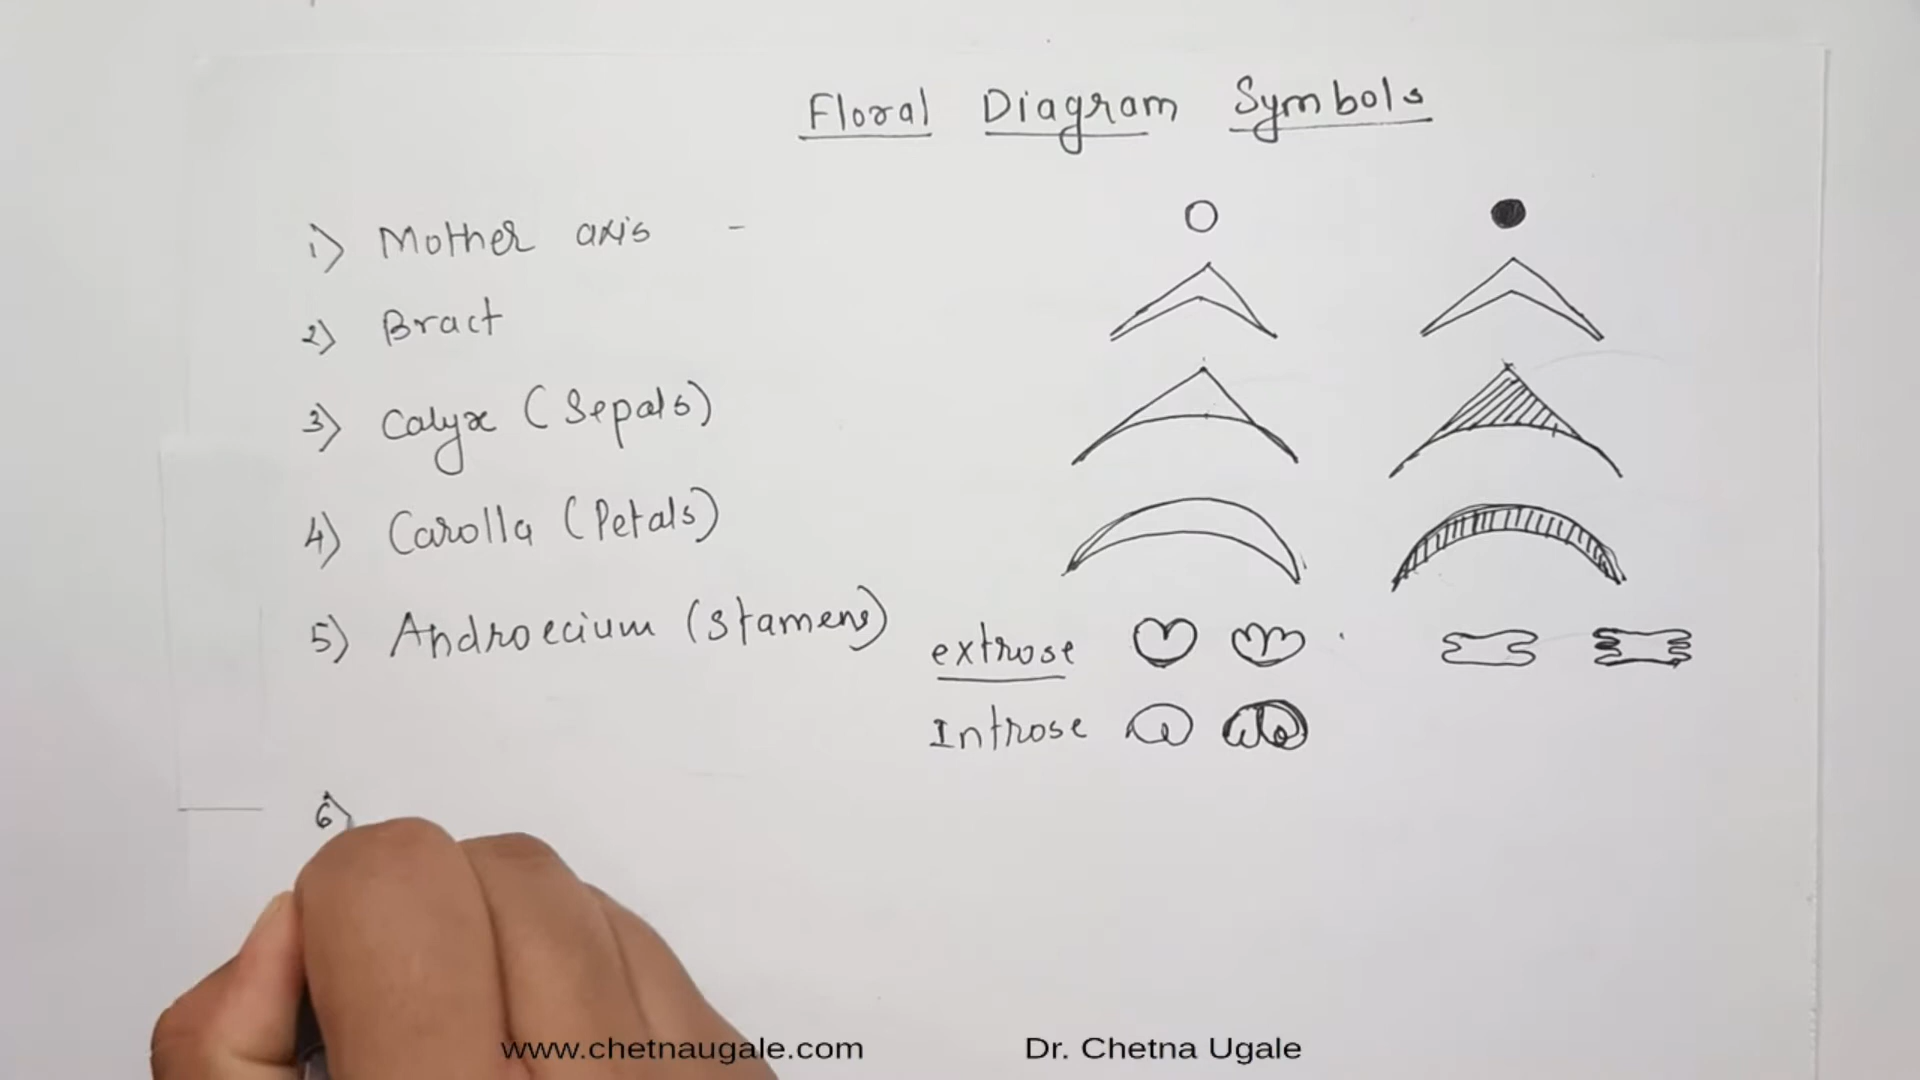 Floral Diagram Symbols
1) Mother axis -
2) Bract
3) Calyx (Sepals)
4) Carolla (Petals)
5) Androecium (Stamens) extrose
Introse
6)
www.chetnaugale.com Dr. Chetna Ugale